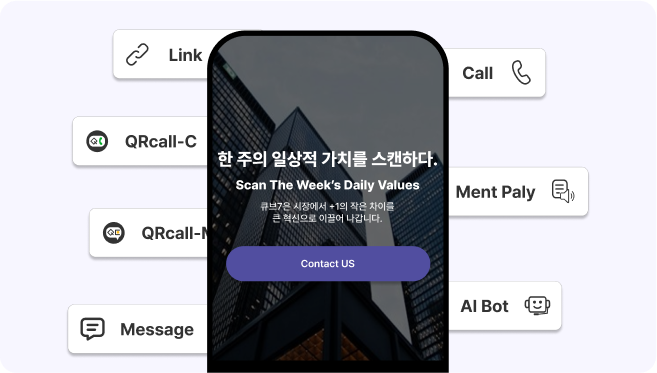 Link
Call
QRcall-C
한 주의 일상적 가치를 스캔하다.
Scan The Week's Daily Values
Ment Paly
큐브7은 시장에서 +1의 작은 차이를
큰 혁신으로 이끌어 나갑니다.
QRcall-
Contact US
AI Bot
Message